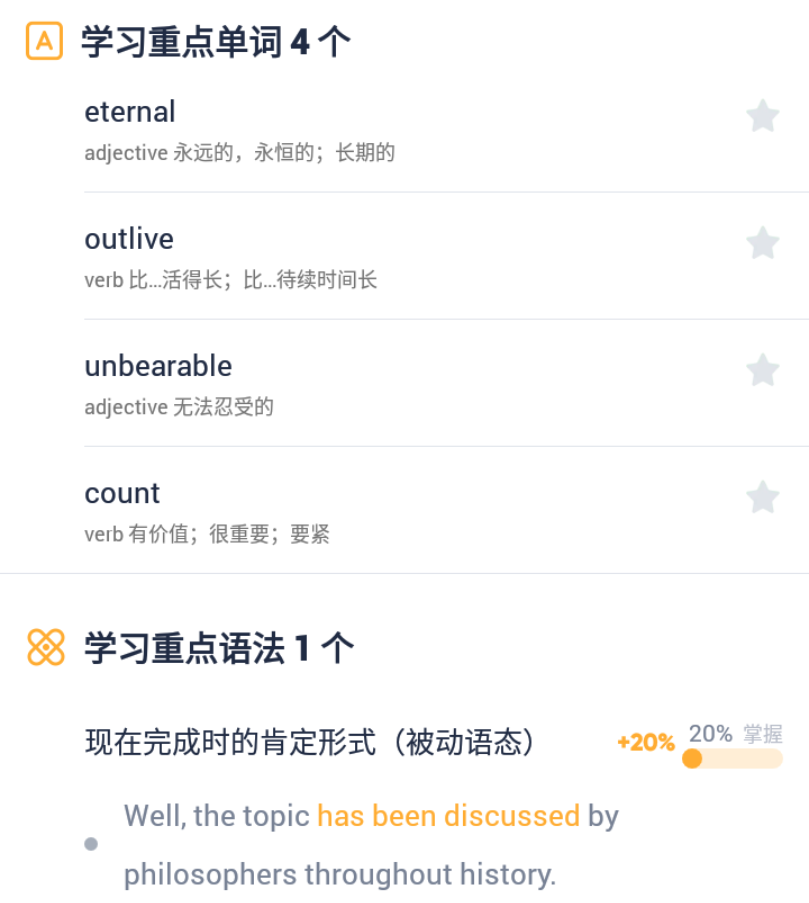 A
学习重点单词 4 个
eternal
adjective 永远的，永恒的；长期的
outlive
verb 比...活得长；比...待续时间长
unbearable
adjective 无法忍受的
count
verb 有价值；很重要；要紧
学习重点语法 1 个
现在完成时的肯定形式（被动语态） +20% 20% 掌握
Well, the topic has been discussed by
philosophers throughout history.